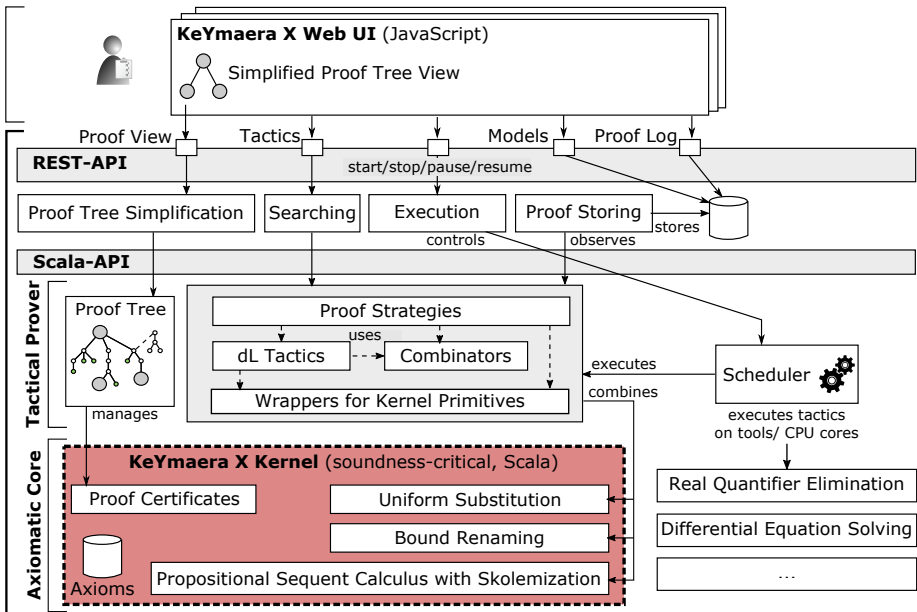 KeYmaera X Web UI (JavaScript)
Simplified Proof Tree View
Proof View
Tactics
Models
Proof Log
REST-API
start/stop/pause/resume
Proof Tree Simplification
Searching
Execution
Proof Storing
stores
controls
observes
Scala-API
Tactical Prover
Proof Tree
manages
Proof Strategies
uses
dL Tactics
Combinators
Wrappers for Kernel Primitives
executes
combines
Scheduler
executes tactics
on tools/ CPU cores
Axiomatic Core
KeYmaera X Kernel (soundness-critical, Scala)
Proof Certificates
Uniform Substitution
Bound Renaming
Axioms
Propositional Sequent Calculus with Skolemization
Real Quantifier Elimination
Differential Equation Solving
...